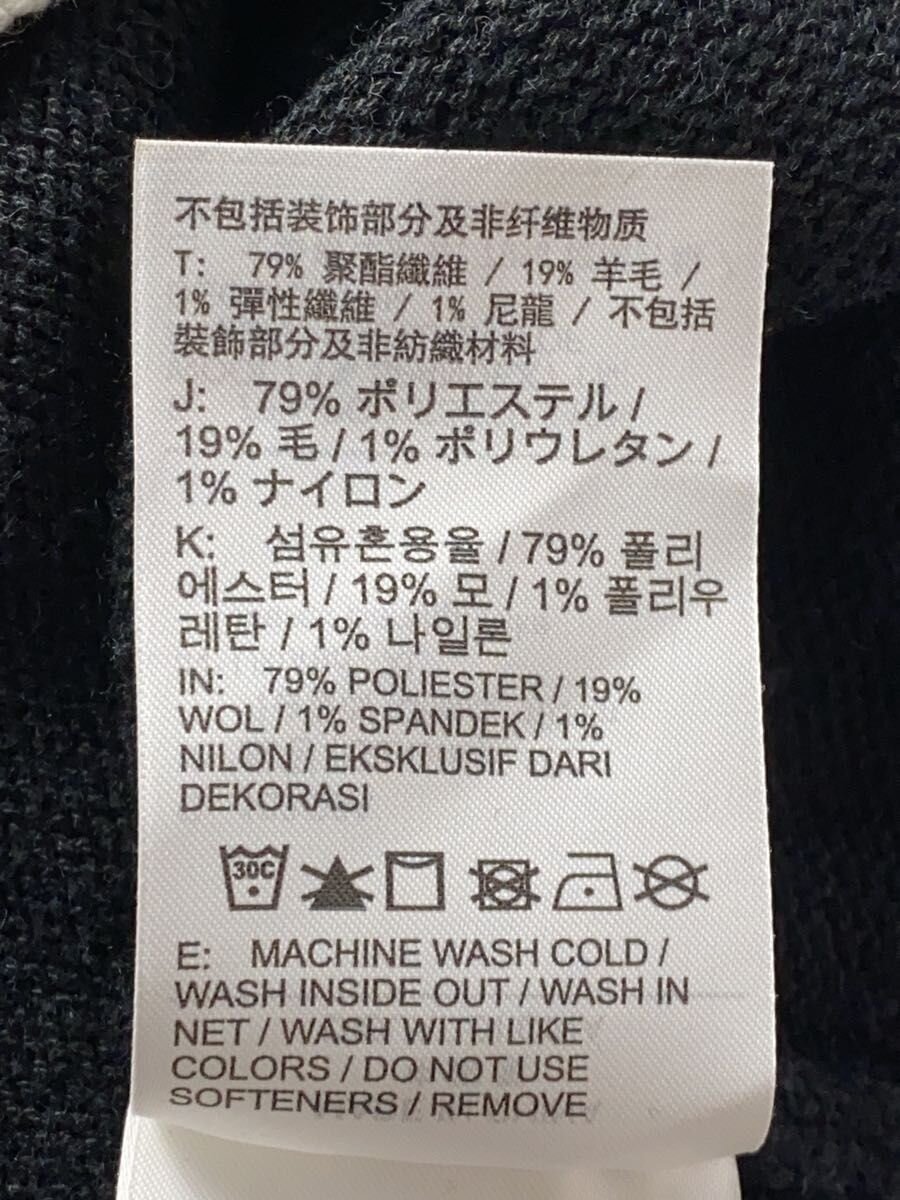 不包括装饰部分及非纤维物质
T: 79% 聚酯纖維 / 19% 羊毛 /
1% 彈性纖維 / 1% 尼龍 / 不包括
裝飾部分及非紡織材料
J: 79% ポリエステル /
19% 毛 / 1% ポリウレタン /
1% ナイロン
K: 섬유혼용율 / 79% 폴리
에스터 / 19% 모 / 1% 폴리우
레탄 / 1% 나일론
IN: 79% POLIESTER / 19%
WOL / 1% SPANDEK / 1%
NILON / EKSKLUSIF DARI
DEKORASI
30C
E: MACHINE WASH COLD /
WASH INSIDE OUT / WASH IN
NET / WASH WITH LIKE
COLORS / DO NOT USE
SOFTENERS / REMOVE